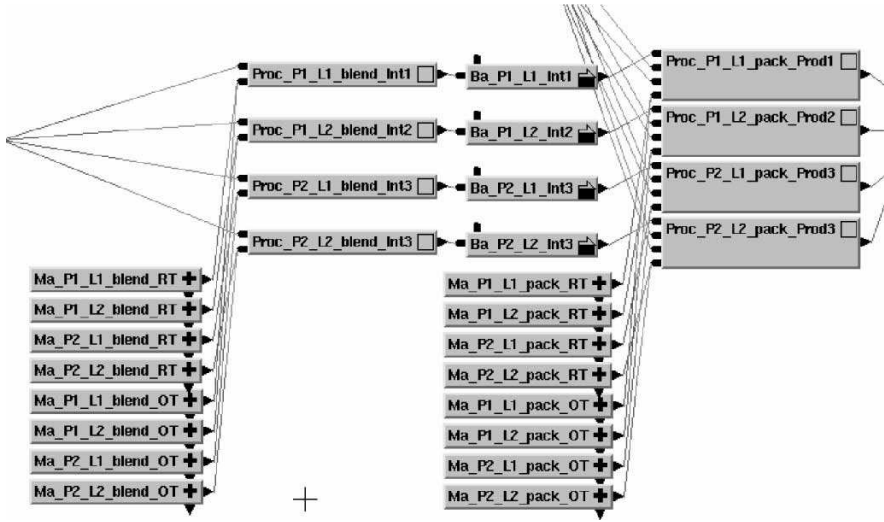 Proc_P1_L1_blend_Int1
Proc_P1_L2_blend_Int2
Proc_P2_L1_blend_Int3
Proc_P2_L2_blend_Int3
Ba_P1_L1_Int1
Ba_P1_L2_Int2
Ba_P2_L1_Int3
Ba_P2_L2_Int3
Proc_P1_L1_pack_Prod1
Proc_P1_L2_pack_Prod2
Proc_P2_L1_pack_Prod3
Proc_P2_L2_pack_Prod3
Ma_P1_L1_blend_RT
Ma_P1_L2_blend_RT
Ma_P2_L1_blend_RT
Ma_P2_L2_blend_RT
Ma_P1_L1_blend_OT
Ma_P1_L2_blend_OT
Ma_P2_L1_blend_OT
Ma_P2_L2_blend_OT
Ma_P1_L1_pack_RT
Ma_P1_L2_pack_RT
Ma_P2_L1_pack_RT
Ma_P2_L2_pack_RT
Ma_P1_L1_pack_OT
Ma_P1_L2_pack_OT
Ma_P2_L1_pack_OT
Ma_P2_L2_pack_OT